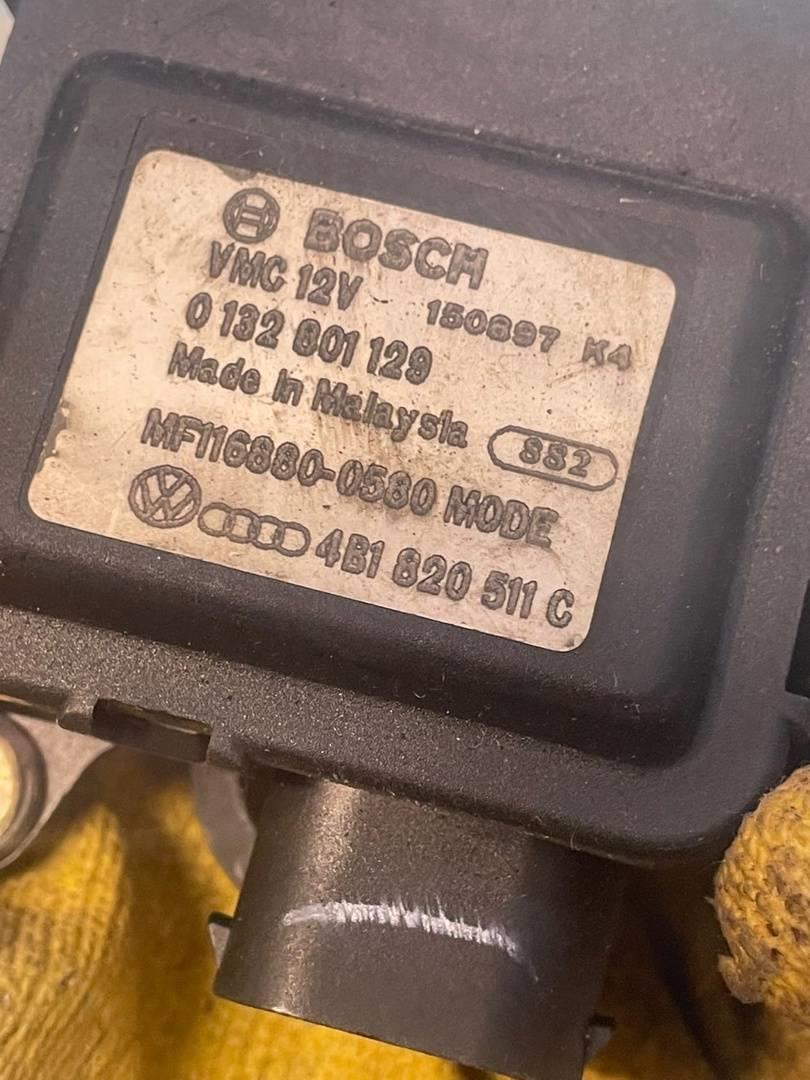 BOSCH
VMC 12V 150897 K4
0 132 801 129
Made in Malaysia SS2
MF116880-0580 MODE
4B1 820 511 C